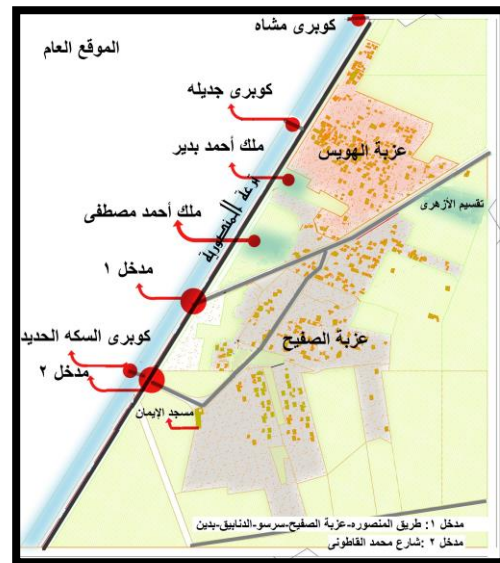 كوبرى مشاه
الموقع العام
كوبرى جديله
ملك أحمد بدير
عزبة الهويس
ترعة المنصورية
تقسيم الأزهرى
ملك أحمد مصطفى
مدخل ١
عزبة الصفيح
كوبرى السكه الحديد
مدخل ٢
مسجد الإيمان
مدخل ١: طريق المنصوره-عزبة الصفيح-سرسو-الدنابيق-بدين
مدخل ٢ :شارع محمد القاطونى